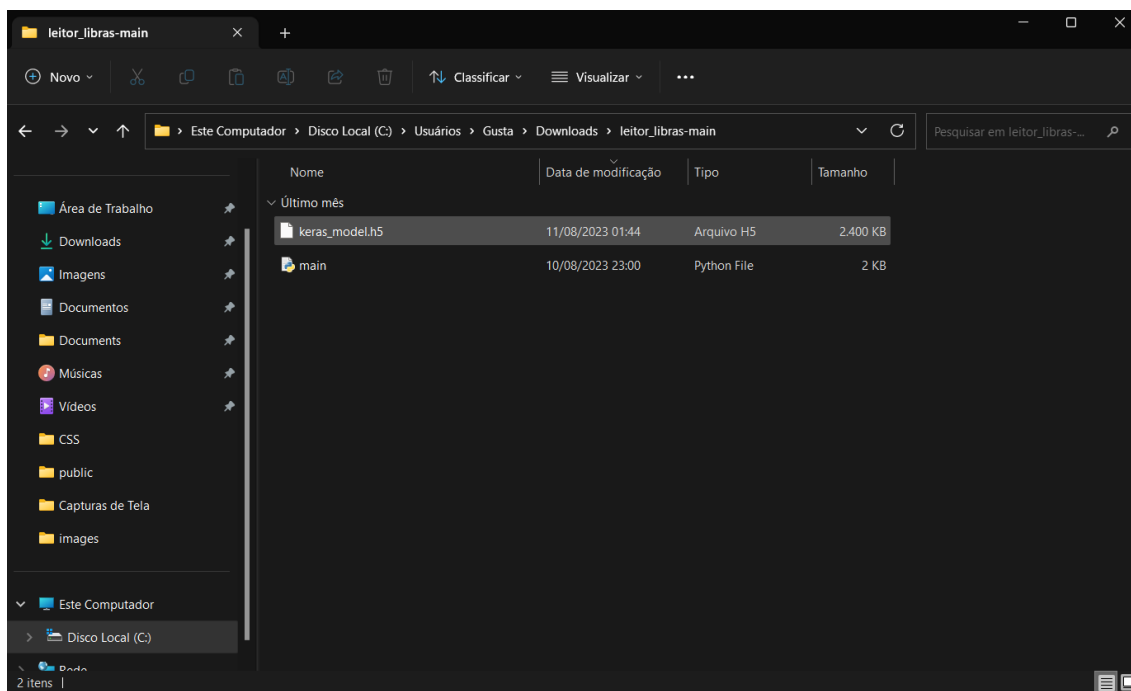 leitor_libras-main
Novo
Classificar
Visualizar
Este Computador > Disco Local (C:) > Usuários > Gusta > Downloads > leitor_libras-main
Pesquisar em leitor_libras-...
Nome Data de modificação Tipo Tamanho
Último mês
keras_model.h5 11/08/2023 01:44 Arquivo H5 2.400 KB
main 10/08/2023 23:00 Python File 2 KB
Área de Trabalho
Downloads
Imagens
Documentos
Documents
Músicas
Vídeos
CSS
public
Capturas de Tela
images
Este Computador
Disco Local (C:)
Rede
2 itens